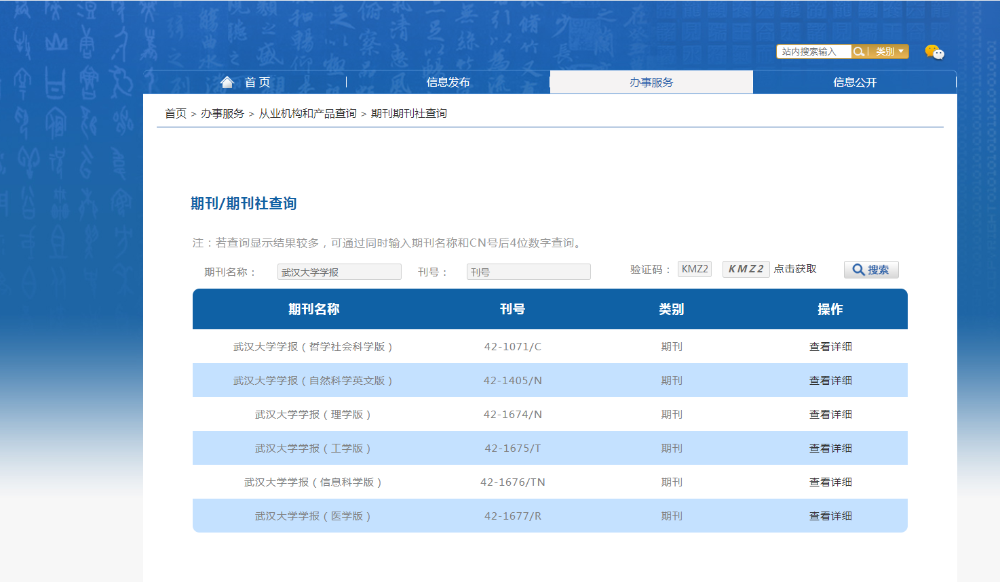 站内搜索输入 类别
首 页 信息发布 办事服务 信息公开
首页 > 办事服务 > 从业机构和产品查询 > 期刊期刊社查询
期刊/期刊社查询
注：若查询显示结果较多，可通过同时输入期刊名称和CN号后4位数字查询。
期刊名称： 武汉大学学报 刊号： 刊号 验证码： KMZ2 KMZ2 点击获取 搜索
期刊名称 刊号 类别 操作
武汉大学学报（哲学社会科学版） 42-1071/C 期刊 查看详细
武汉大学学报（自然科学英文版） 42-1405/N 期刊 查看详细
武汉大学学报（理学版） 42-1674/N 期刊 查看详细
武汉大学学报（工学版） 42-1675/T 期刊 查看详细
武汉大学学报（信息科学版） 42-1676/TN 期刊 查看详细
武汉大学学报（医学版） 42-1677/R 期刊 查看详细